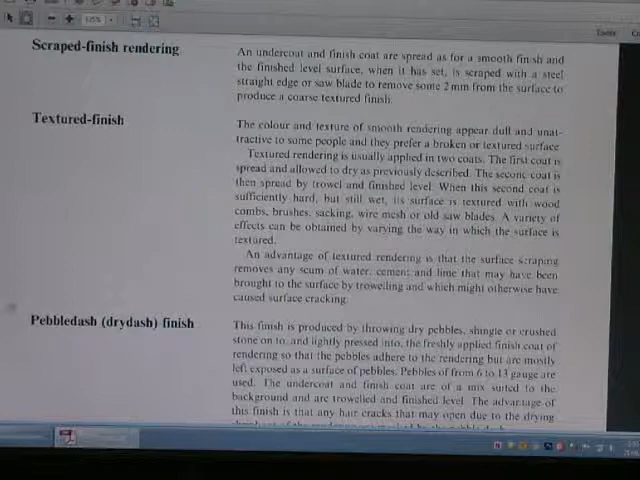 125%
Tools
Scraped-finish rendering
An undercoat and finish coat are spread as for a smooth finish and
the finished level surface, when it has set, is scraped with a steel
straight edge or saw blade to remove some 2 mm from the surface to
produce a coarse textured finish.
Textured-finish
The colour and texture of smooth rendering appear dull and unat-
tractive to some people and they prefer a broken or textured surface
Textured rendering is usually applied in two coats. The first coat is
spread and allowed to dry as previously described. The second coat is
then spread by trowel and finished level. When this second coat is
sufficiently hard, but still wet, its surface is textured with wood
combs, brushes, sacking, wire mesh or old saw blades. A variety of
effects can be obtained by varying the way in which the surface is
textured.
An advantage of textured rendering is that the surface scraping
removes any scum of water, cement and lime that may have been
brought to the surface by trowelling and which might otherwise have
caused surface cracking.
Pebbledash (drydash) finish
This finish is produced by throwing dry pebbles, shingle or crushed
stone on to, and lightly pressed into, the freshly applied finish coat of
rendering so that the pebbles adhere to the rendering but are mostly
left exposed as a surface of pebbles. Pebbles of from 6 to 13 gauge are
used. The undercoat and finish coat are of a mix suited to the
background and are trowelled and finished level. The advantage of
this finish is that any hair cracks that may open due to the drying